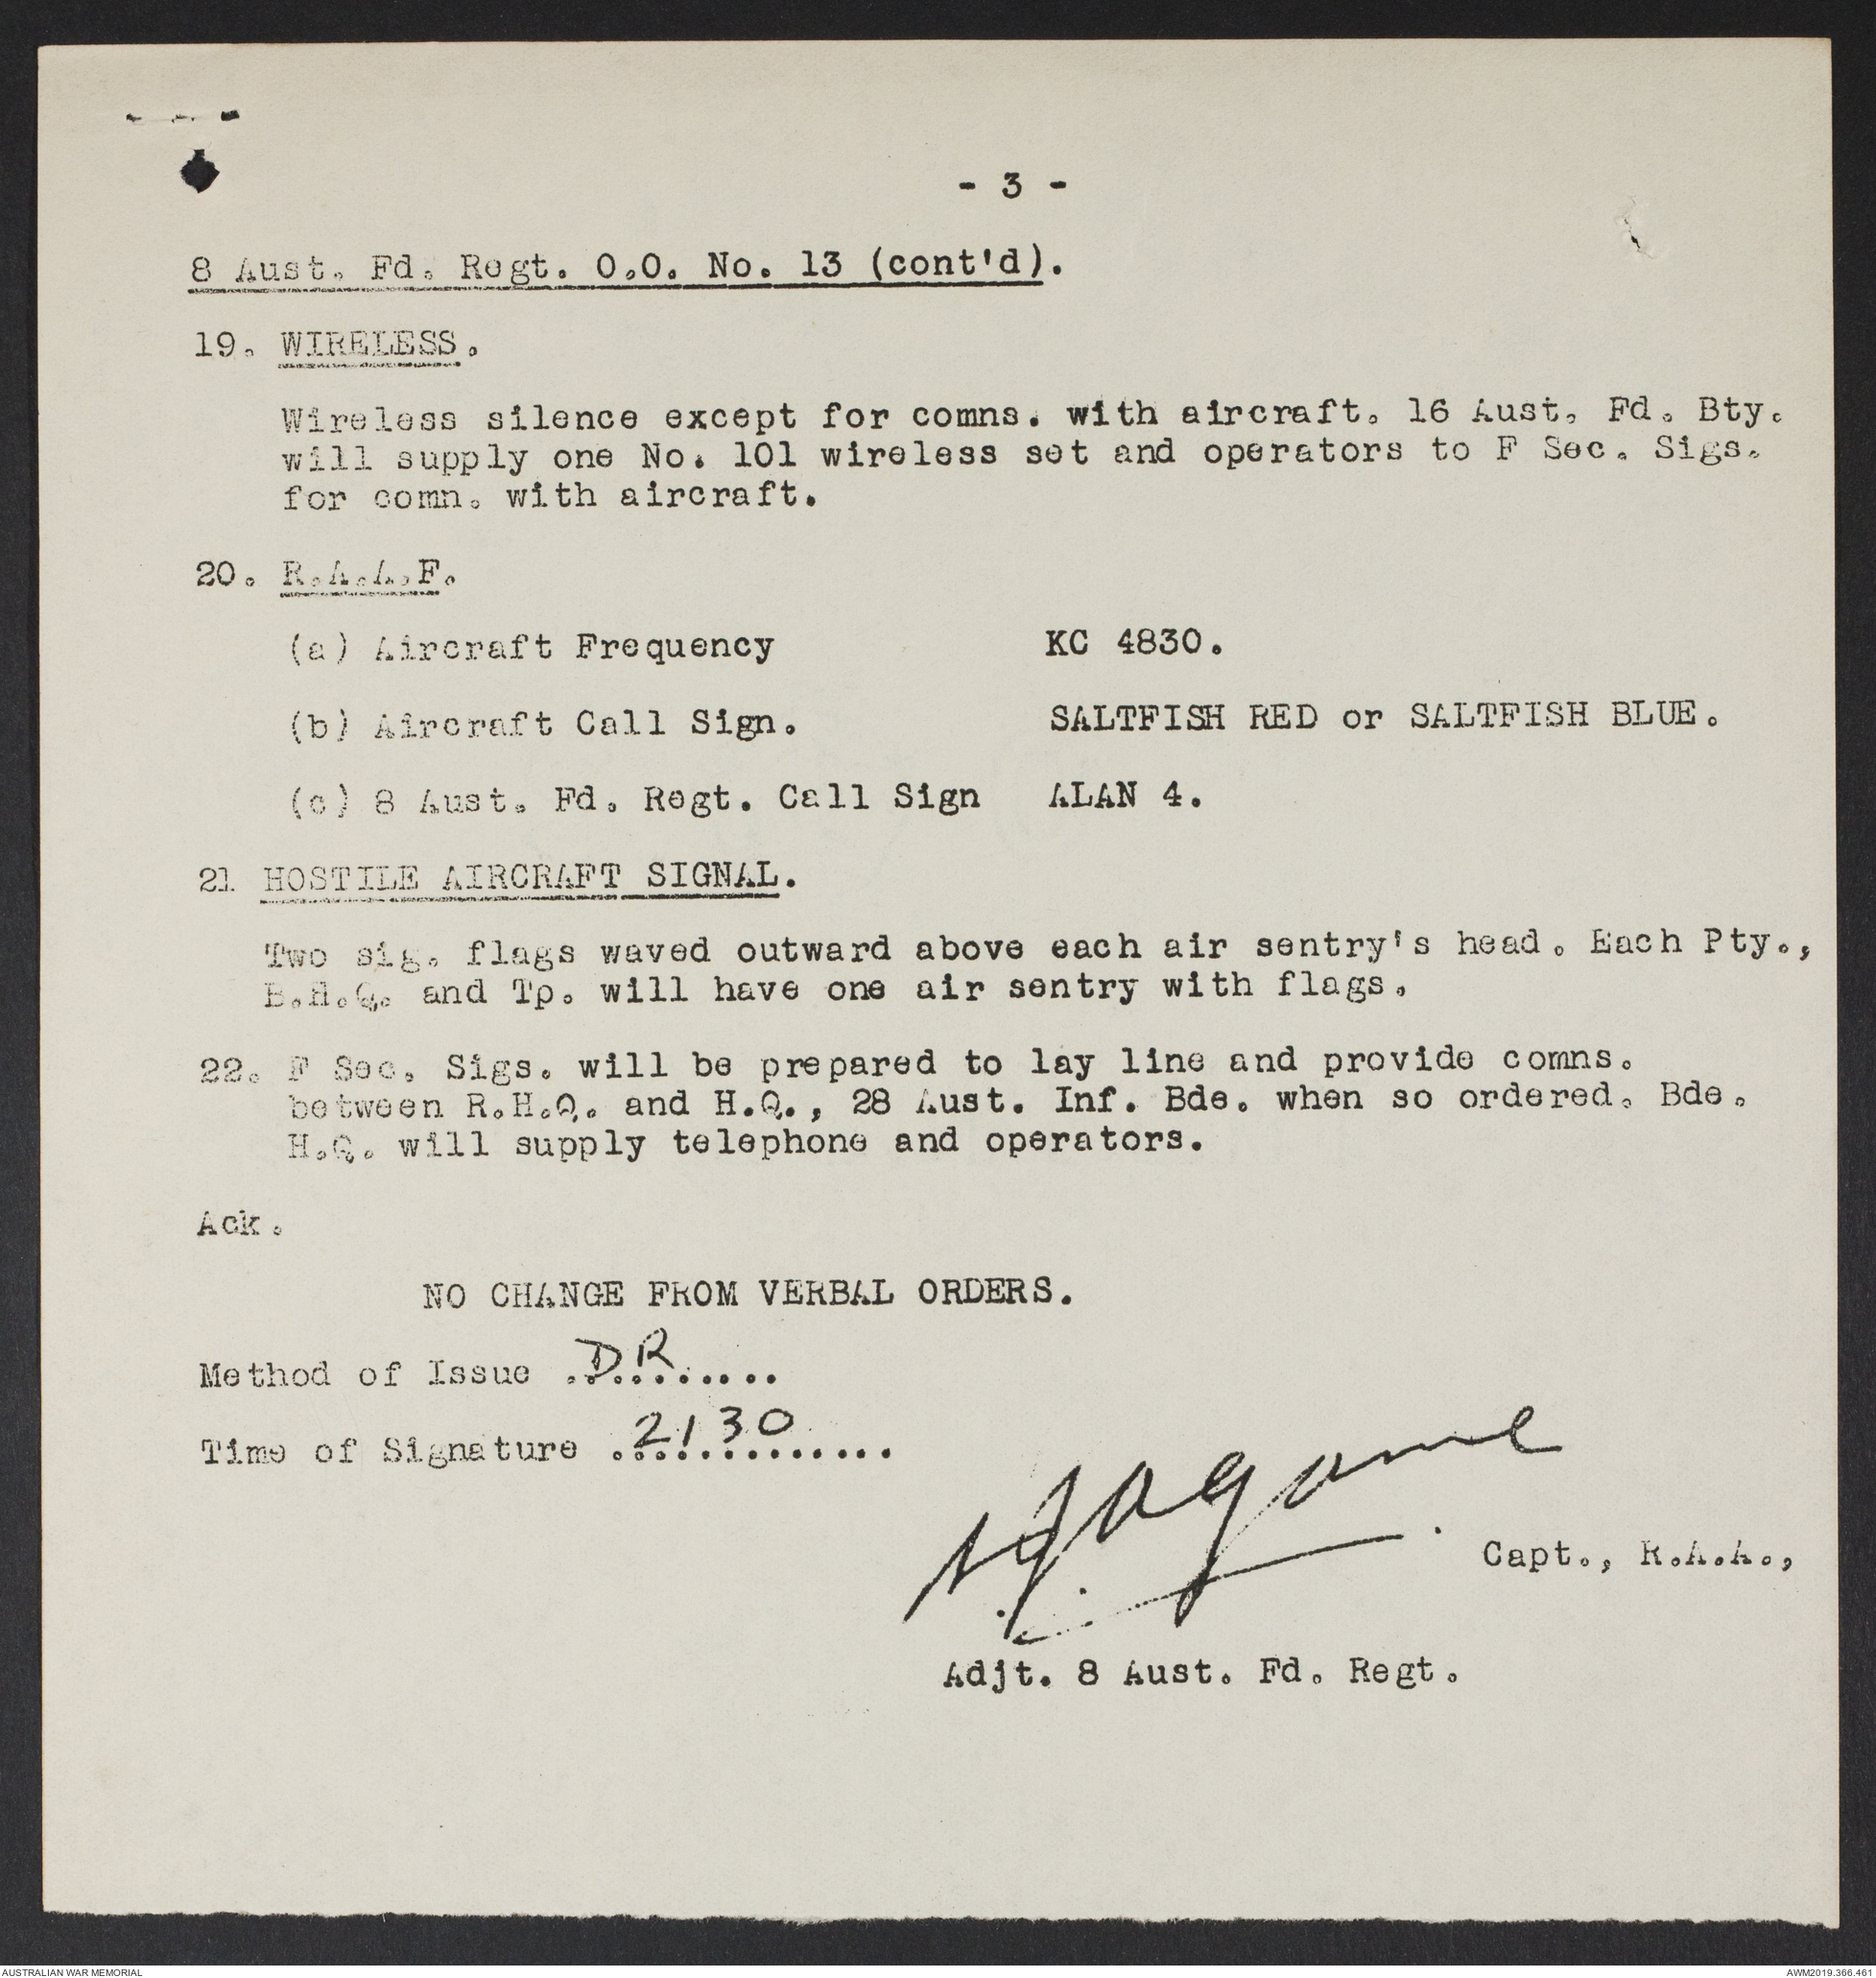 - 3 -
8 Aust. Fd. Regt. O.O. No. 13 (cont'd).
19. WIRELESS.
Wireless silence except for comns. with aircraft. 16 Aust. Fd. Bty.
will supply one No. 101 wireless set and operators to F Sec. Sigs.
for comn. with aircraft.
20. R.A.A.F.
(a) Aircraft Frequency KC 4830.
(b) Aircraft Call Sign. SALTFISH RED or SALTFISH BLUE.
(c) 8 Aust. Fd. Regt. Call Sign ALAN 4.
21 HOSTILE AIRCRAFT SIGNAL.
Two sig. flags waved outward above each air sentry's head. Each Pty.,
B.H.Q. and Tp. will have one air sentry with flags.
22. F Sec. Sigs. will be prepared to lay line and provide comns.
between R.H.Q. and H.Q., 28 Aust. Inf. Bde. when so ordered. Bde.
H.Q. will supply telephone and operators.
Ack.
NO CHANGE FROM VERBAL ORDERS.
Method of Issue ..DR........
Time of Signature ..2130...........
Capt., R.A.A.,
Adjt. 8 Aust. Fd. Regt.
AUSTRALIAN WAR MEMORIAL
AWM2019.366.461